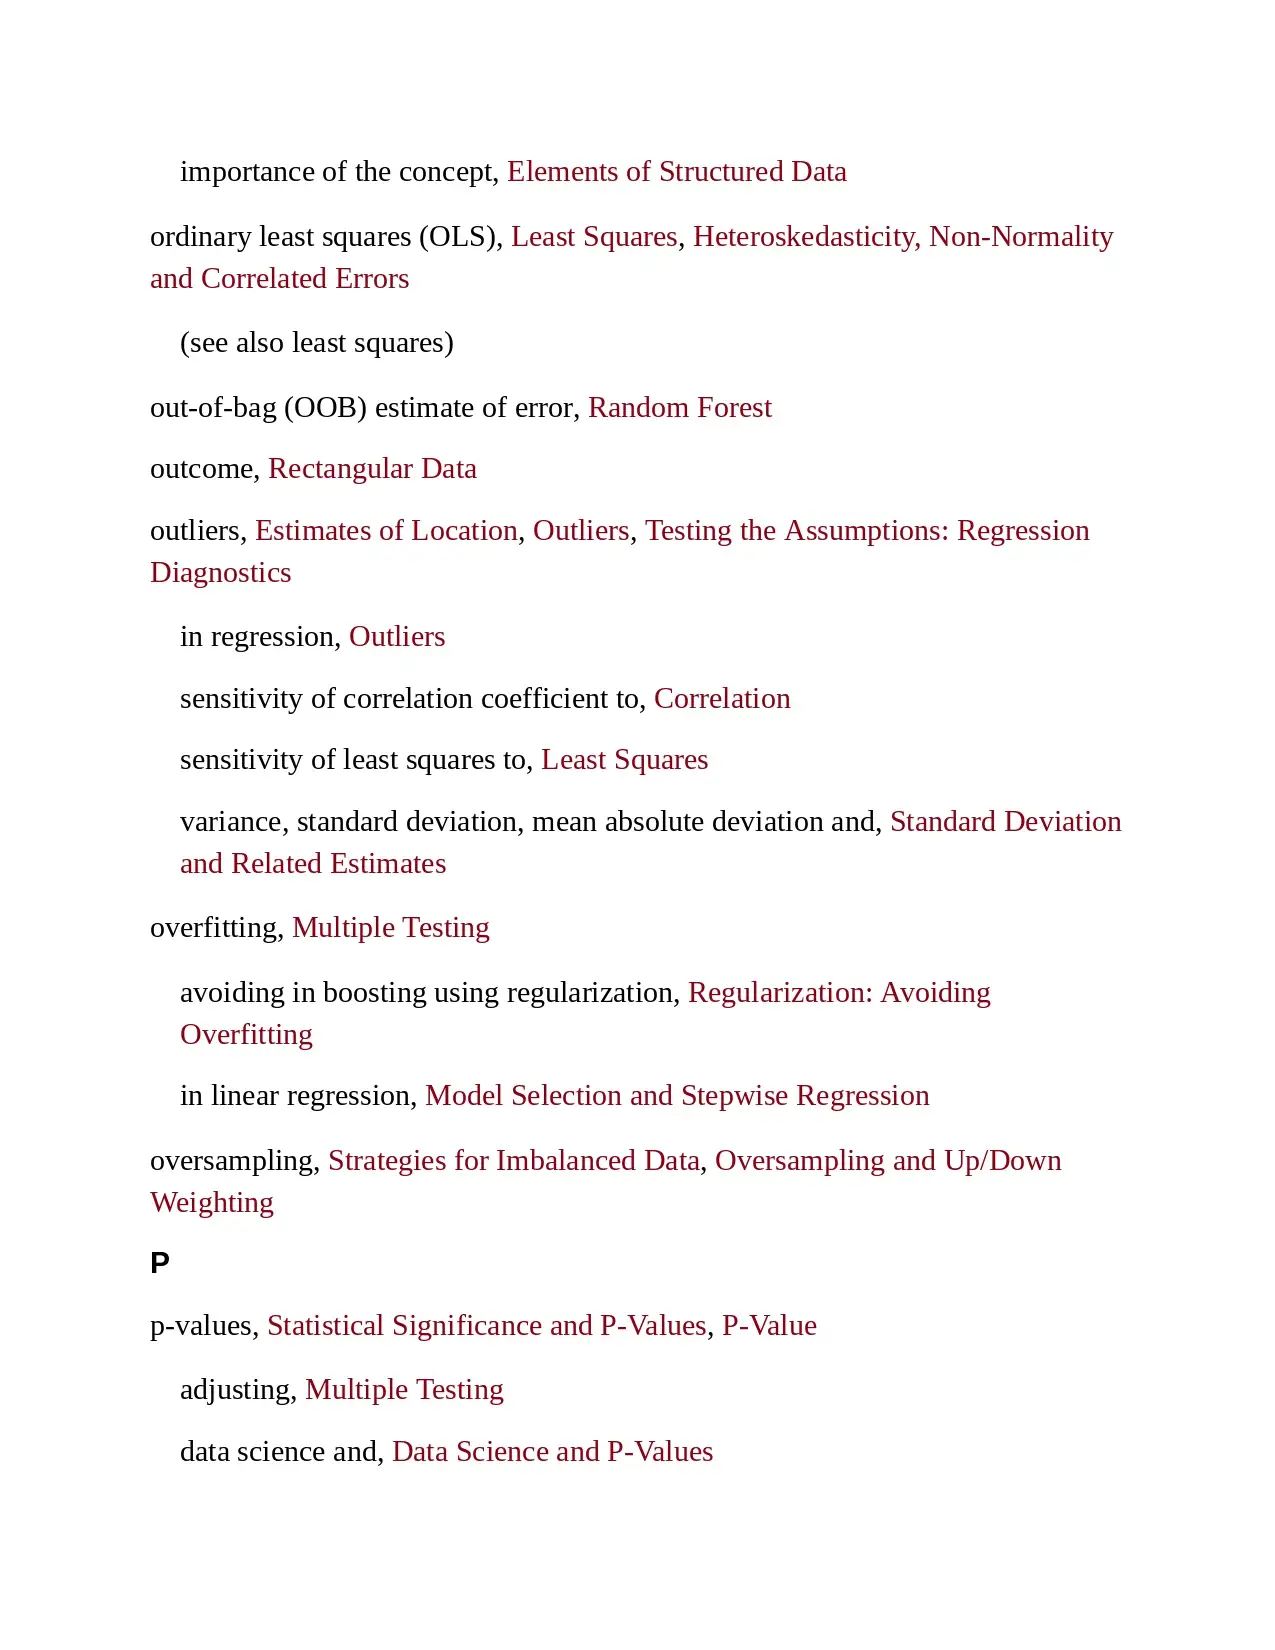 importance of the concept, Elements of Structured Data
ordinary least squares (OLS), Least Squares, Heteroskedasticity, Non-Normality
and Correlated Errors
(see also least squares)
out-of-bag (OOB) estimate of error, Random Forest
outcome, Rectangular Data
outliers, Estimates of Location, Outliers, Testing the Assumptions: Regression
Diagnostics
in regression, Outliers
sensitivity of correlation coefficient to, Correlation
sensitivity of least squares to, Least Squares
variance, standard deviation, mean absolute deviation and, Standard Deviation
and Related Estimates
overfitting, Multiple Testing
avoiding in boosting using regularization, Regularization: Avoiding
Overfitting
in linear regression, Model Selection and Stepwise Regression
oversampling, Strategies for Imbalanced Data, Oversampling and Up/Down
Weighting
P
p-values, Statistical Significance and P-Values, P-Value
adjusting, Multiple Testing
data science and, Data Science and P-Values